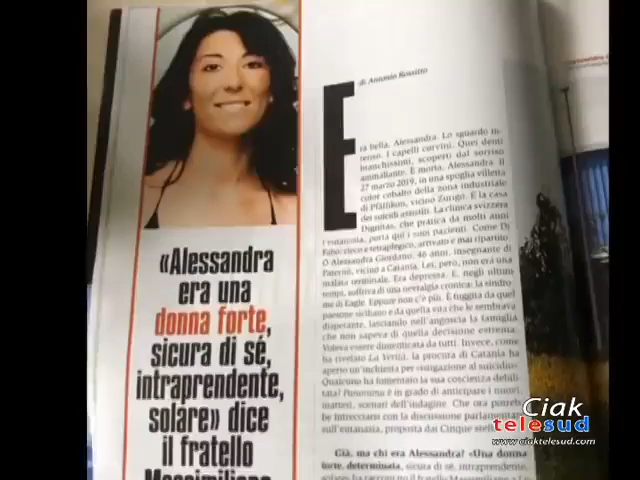 «Alessandra
era una
donna forte,
sicura di sé,
intraprendente,
solare» dice
il fratello
Massimiliano
di Antonio Rossitto
Era bella, Alessandra. Lo sguardo in-
tenso. I capelli corvini. Quei denti
bianchissimi, scoperti dal sorriso
ammaliante. È morta, Alessandra il
27 marzo 2019, in una spoglia villetta
color cobalto della zona industriale
di Pfäffikon, vicino Zurigo. È la casa
dei suicidi assistiti. La clinica svizzera
Dignitas, che pratica da molti anni
l'eutanasia, porta qui i suoi pazienti. Come Dj
Fabo: cieco e tetraplegico, arrivato e mai ripartito.
O Alessandra Giordano, 46 anni, insegnante di
Paternò, vicino a Catania. Lei, però, non era una
malata terminale. Era depressa. E, negli ultimi
tempi, soffriva di una nevralgia cronica: la sindro-
me di Eagle. Eppure non c'è più. È fuggita da quel
paesone siciliano e da quella vita che le sembrava
disperante, lasciando nell'angoscia la famiglia
che non sapeva di quella decisione estrema.
Voleva essere dimenticata da tutti. Invece, come
ha rivelato La Verità, la procura di Catania ha
aperto un'inchiesta per «istigazione al suicidio».
Qualcuno ha fomentato la sua coscienza debili-
tata? Panorama è in grado di anticipare i nuovi,
scenari dell'indagine. Che ora potreb-
be intrecciarsi con la discussione parlamentare
sull'eutanasia, proposta dai Cinque
Già, ma chi era Alessandra? «Una donna
forte, determinata, sicura di sé, intraprendente,
il fratello Massimiliano
Ciak
telesud
www.ciaktelesud.com